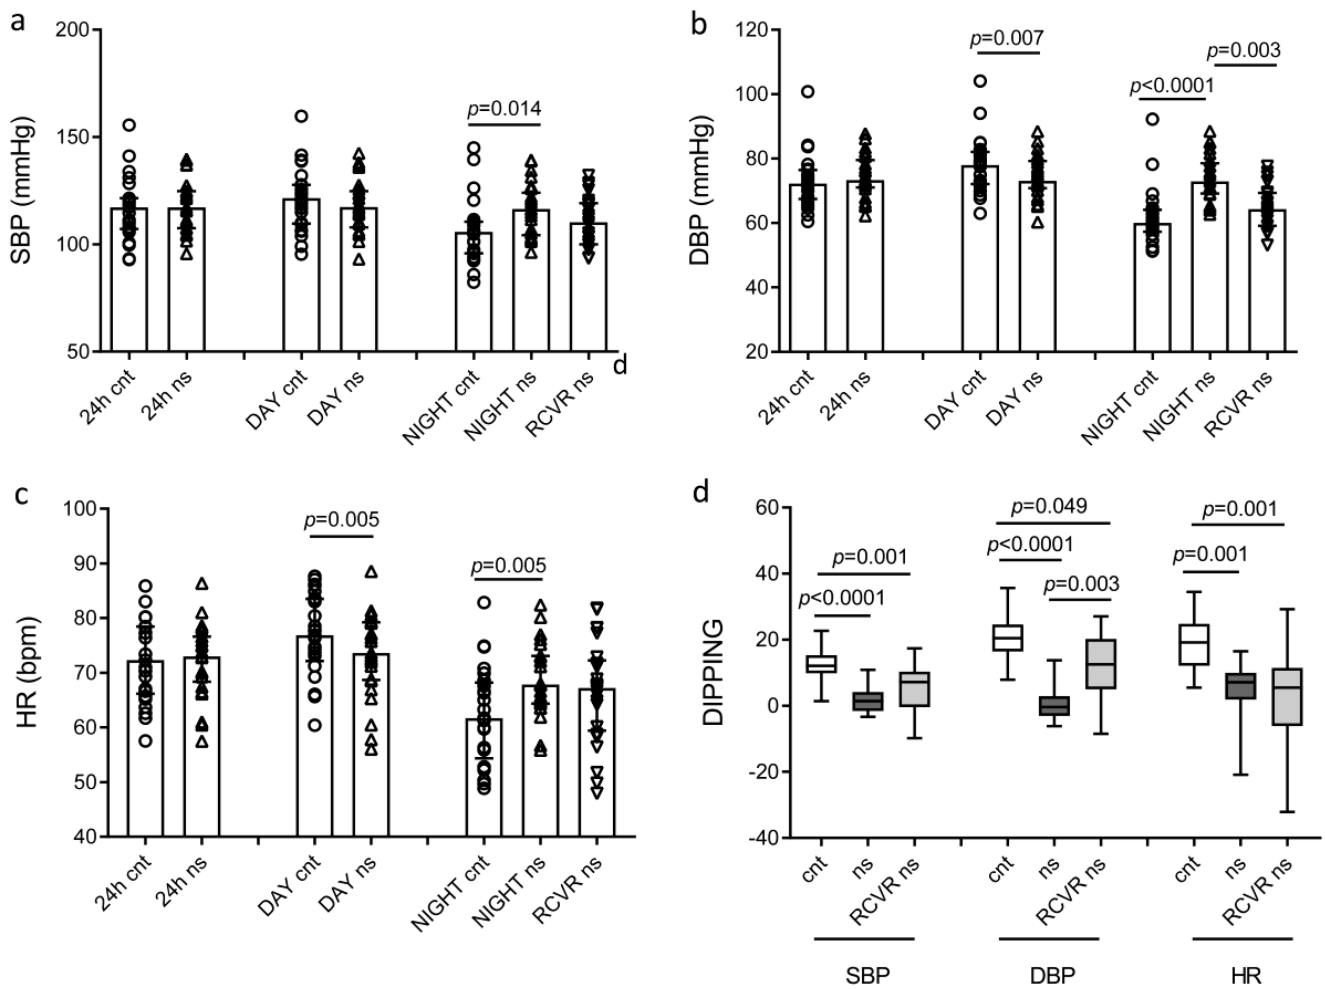 a
200
150
100
50
SBP (mmHg)
p=0.014
24h cnt
24h ns
DAY cnt
DAY ns
NIGHT cnt
NIGHT ns
RCVR ns
d
b
120
100
80
60
40
20
DBP (mmHg)
p=0.007
p<0.0001
p=0.003
24h cnt
24h ns
DAY cnt
DAY ns
NIGHT cnt
NIGHT ns
RCVR ns
c
100
90
80
70
60
50
40
HR (bpm)
p=0.005
p=0.005
24h cnt
24h ns
DAY cnt
DAY ns
NIGHT cnt
NIGHT ns
RCVR ns
d
60
40
20
0
-20
-40
DIPPING
p<0.0001
p=0.001
p<0.0001
p=0.049
p=0.003
p=0.001
p=0.001
cnt
ns
RCVR ns
cnt
ns
RCVR ns
cnt
ns
RCVR ns
SBP
DBP
HR